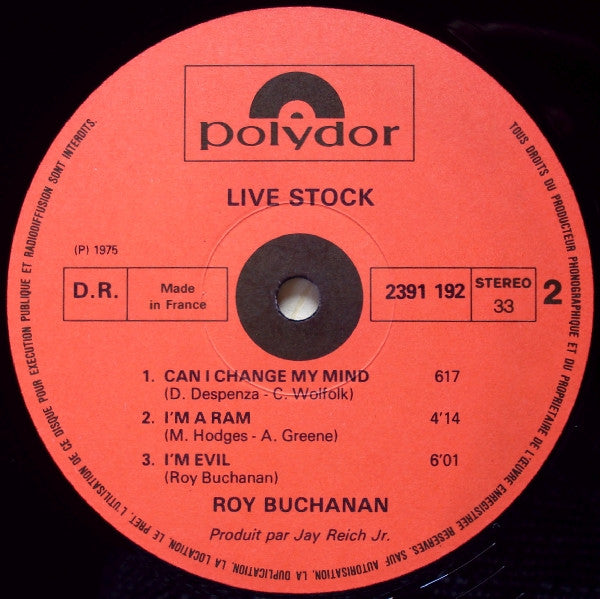 polydor
LIVE STOCK
(P) 1975
D.R.
Made
in France
2391 192
STEREO
33
2
1. CAN I CHANGE MY MIND 617
(D. Despenza - C. Wolfolk)
2. I'M A RAM 4'14
(M. Hodges - A. Greene)
3. I'M EVIL 6'01
(Roy Buchanan)
ROY BUCHANAN
Produit par Jay Reich Jr.
TOUS DROITS DU PRODUCTEUR PHONOGRAPHIQUE ET DU PROPRIETAIRE DE L'ŒUVRE ENREGISTREE RESERVES. SAUF AUTORISATION, LA DUPLICATION, LA LOCATION, LE PRET, L'UTILISATION DE CE DISQUE POUR EXECUTION PUBLIQUE ET RADIODIFFUSION SONT INTERDITS.